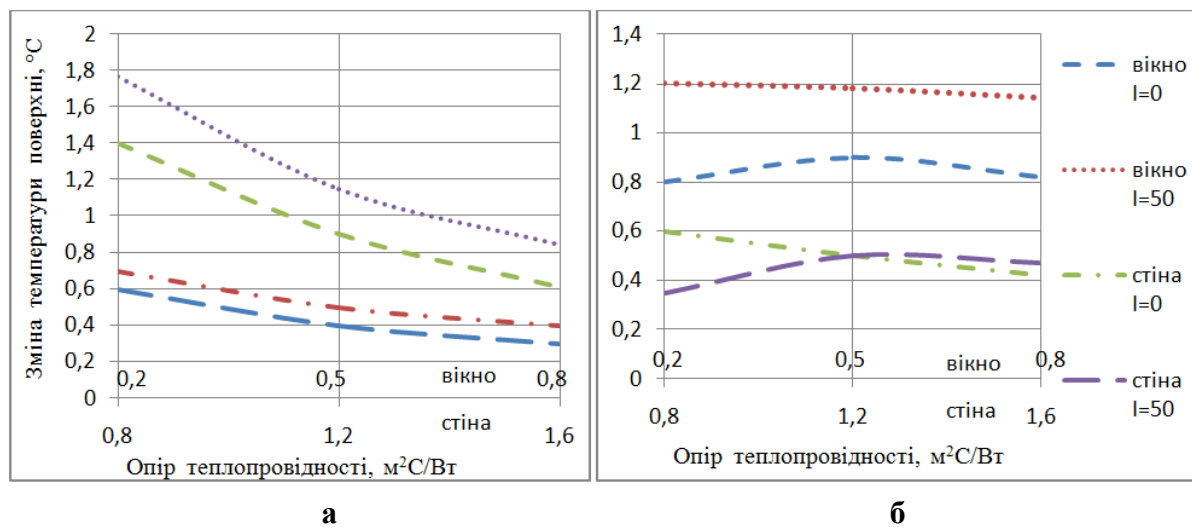 Зміна температури поверхні, °С
2
1,8
1,6
1,4
1,2
1
0,8
0,6
0,4
0,2
0
0,2 0,5 вікно 0,8
0,8 1,2 стіна 1,6
Опір теплопровідності, м²С/Вт
а
1,4
1,2
1
0,8
0,6
0,4
0,2
0
0,2 0,5 вікно 0,8
0,8 1,2 стіна 1,6
Опір теплопровідності, м²С/Вт
б
вікно
I=0
вікно
I=50
стіна
I=0
стіна
I=50